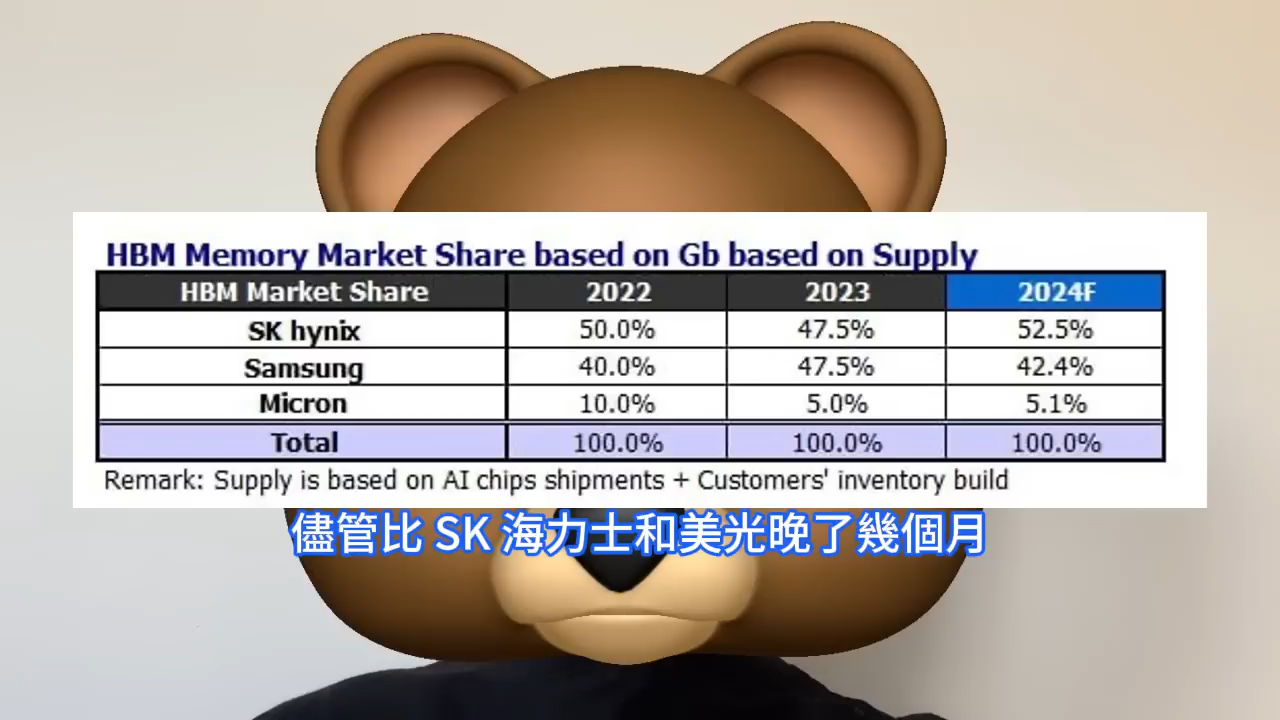 HBM Memory Market Share based on Gb based on Supply
HBM Market Share 2022 2023 2024F
SK hynix 50.0% 47.5% 52.5%
Samsung 40.0% 47.5% 42.4%
Micron 10.0% 5.0% 5.1%
Total 100.0% 100.0% 100.0%
Remark: Supply is based on AI chips shipments + Customers' inventory build
儘管比 SK 海力士和美光晚了幾個月